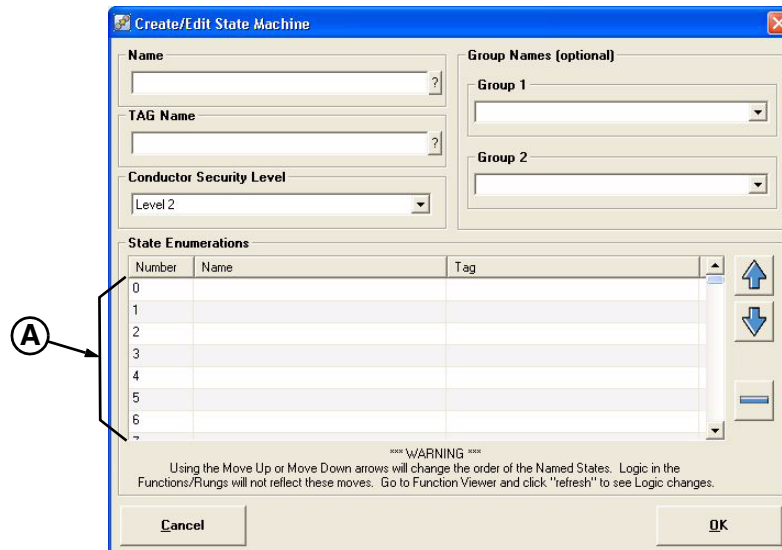 Create/Edit State Machine
Name
?
TAG Name
?
Conductor Security Level
Level 2
Group Names (optional)
Group 1
Group 2
State Enumerations
Number Name Tag
0
1
2
3
4
5
6
7
A
*** WARNING ***
Using the Move Up or Move Down arrows will change the order of the Named States. Logic in the
Functions/Rungs will not reflect these moves. Go to Function Viewer and click "refresh" to see Logic changes.
Cancel OK